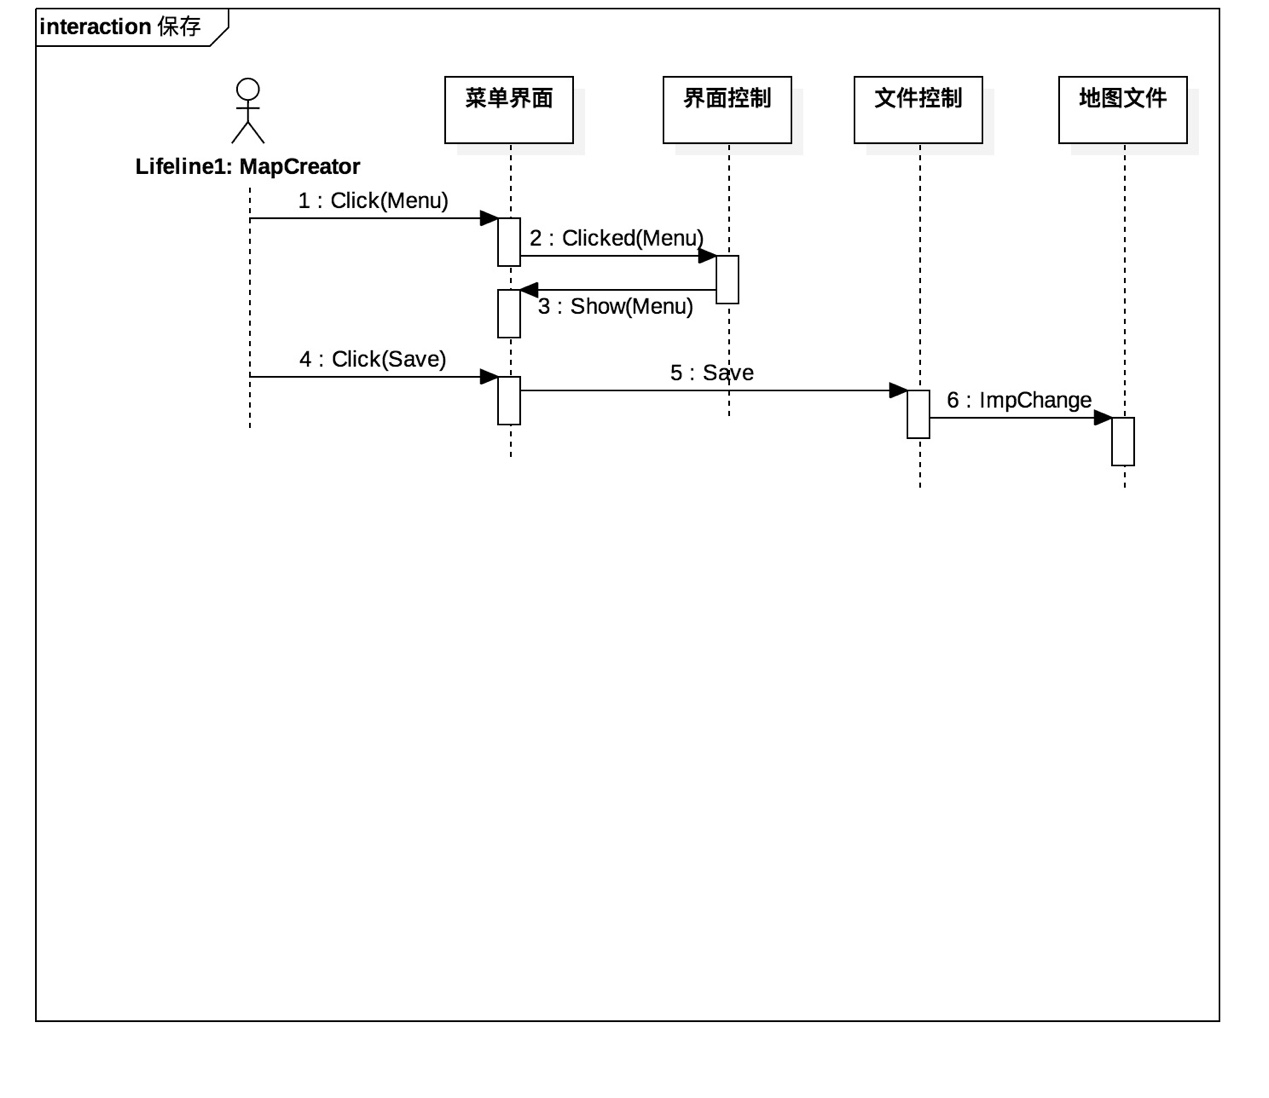 interaction 保存
菜单界面
界面控制
文件控制
地图文件
Lifeline1: MapCreator
1 : Click(Menu)
2 : Clicked(Menu)
3 : Show(Menu)
4 : Click(Save)
5 : Save
6 : ImpChange